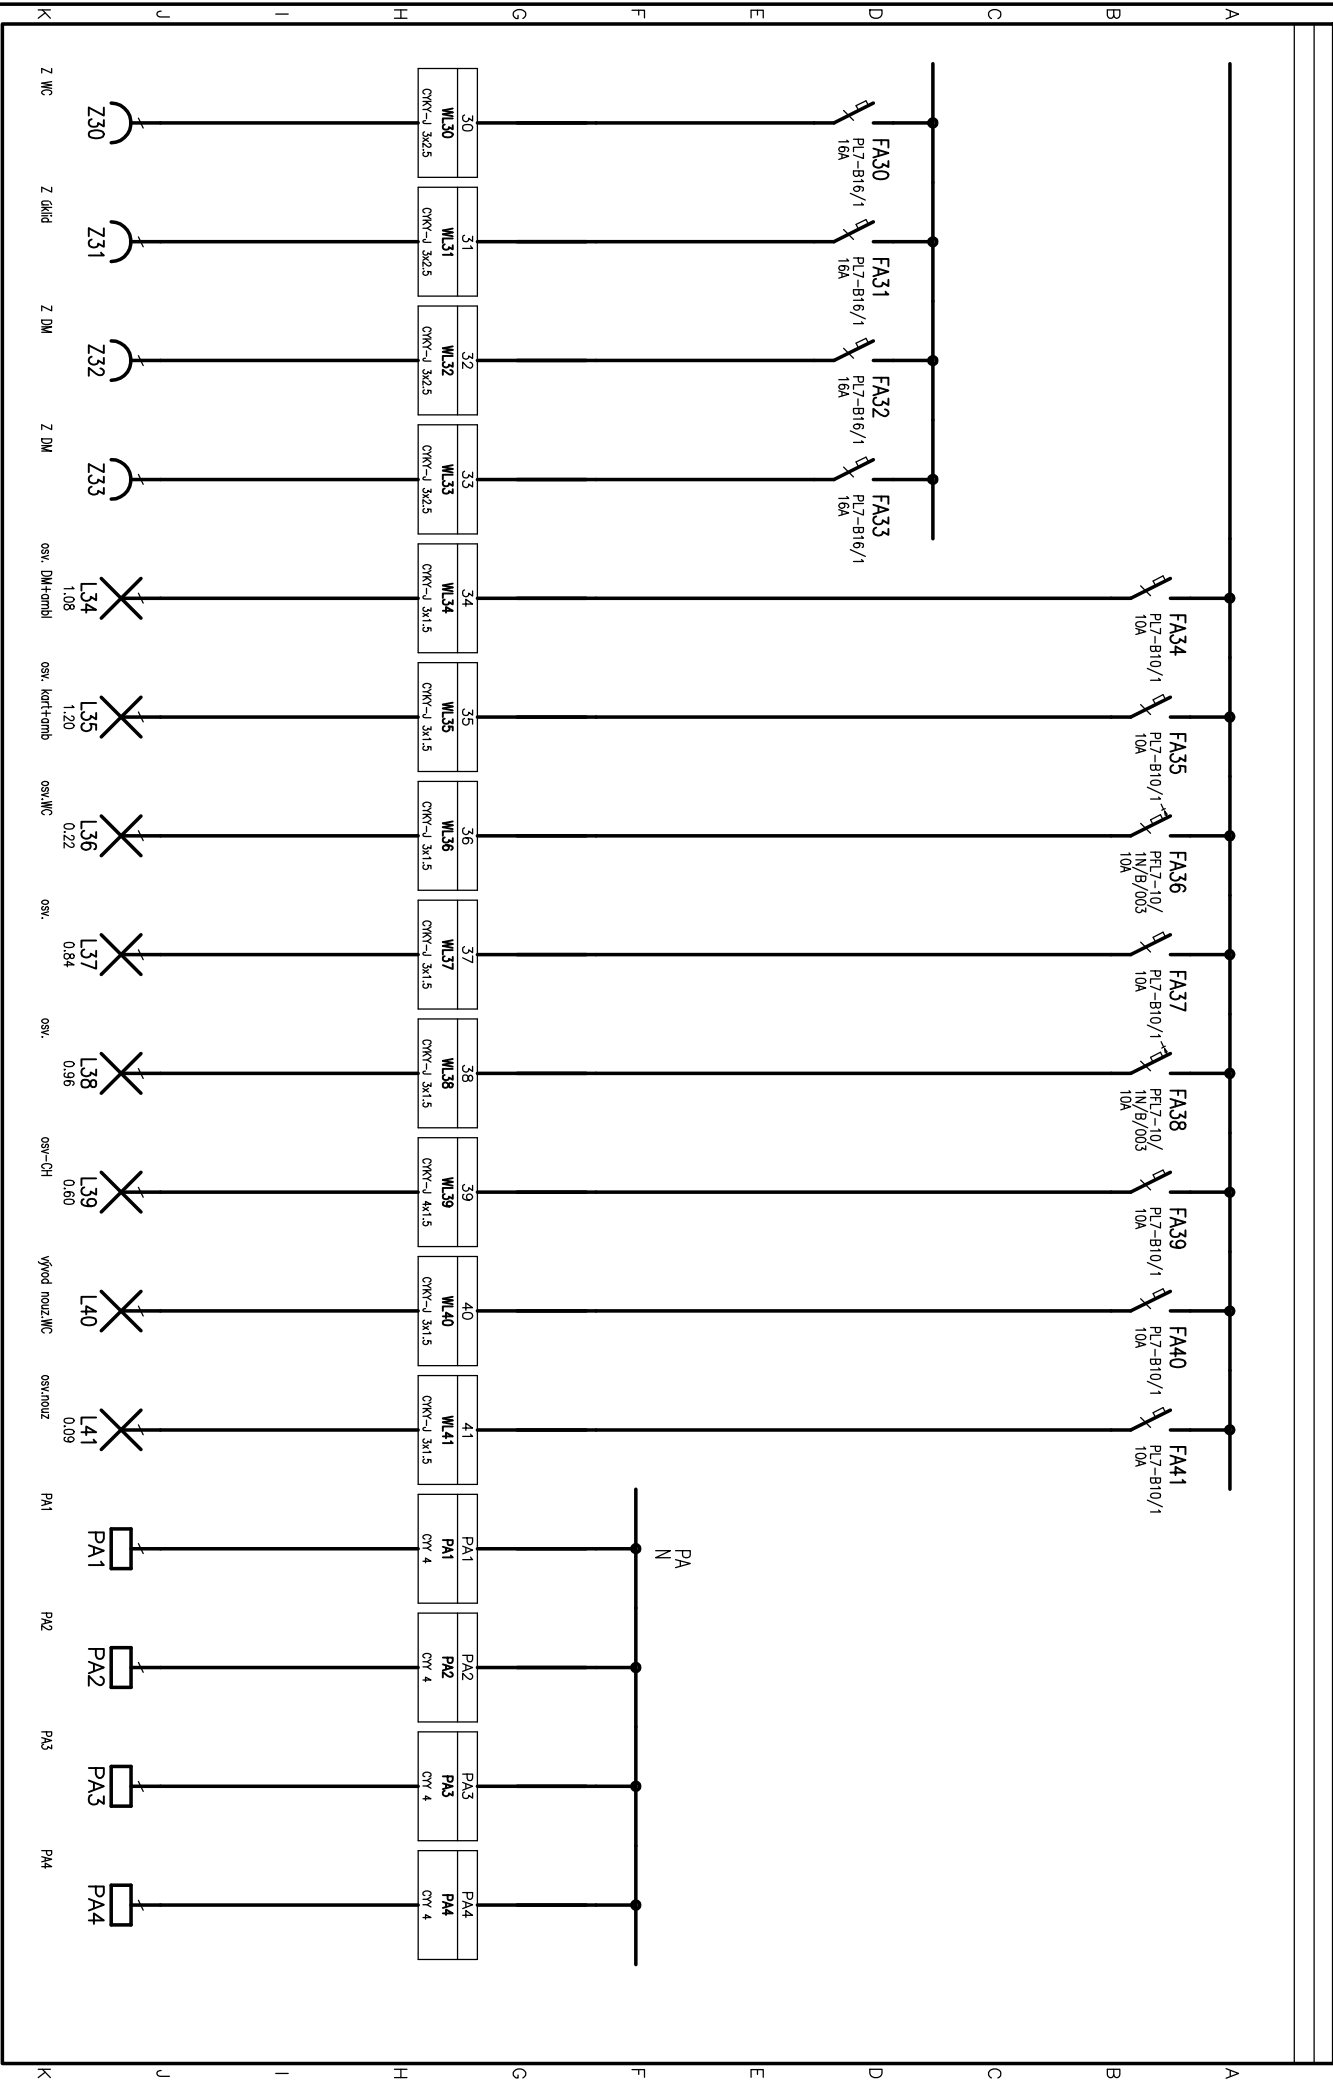 A
B
C
D
E
F
G
H
I
J
K
FA30
PL7-B16/1
16A
FA31
PL7-B16/1
16A
FA32
PL7-B16/1
16A
FA33
PL7-B16/1
16A
FA34
PL7-B10/1
10A
FA35
PL7-B10/1
10A
FA36
PFL7-10/
1N/B/003
10A
FA37
PL7-B10/1
10A
FA38
PFL7-10/
1N/B/003
10A
FA39
PL7-B10/1
10A
FA40
PL7-B10/1
10A
FA41
PL7-B10/1
10A
PA
N
30
WL30
CYKY-J 3x2.5
31
WL31
CYKY-J 3x2.5
32
WL32
CYKY-J 3x2.5
33
WL33
CYKY-J 3x2.5
34
WL34
CYKY-J 3x1.5
35
WL35
CYKY-J 3x1.5
36
WL36
CYKY-J 3x1.5
37
WL37
CYKY-J 3x1.5
38
WL38
CYKY-J 3x1.5
39
WL39
CYKY-J 4x1.5
40
WL40
CYKY-J 3x1.5
41
WL41
CYKY-J 3x1.5
PA1
PA1
CYY 4
PA2
PA2
CYY 4
PA3
PA3
CYY 4
PA4
PA4
CYY 4
Z30
Z WC
Z31
Z úklid
Z32
Z DM
Z33
Z DM
L34
1.08
osv. DM+ambl
L35
1.20
osv. kart+amb
L36
0.22
osv.WC
L37
0.84
osv.
L38
0.96
osv.
L39
0.60
osv-CH
L40
vývod nouz.WC
L41
0.09
osv.nouz
PA1
PA1
PA2
PA2
PA3
PA3
PA4
PA4
A
B
C
D
E
F
G
H
I
J
K